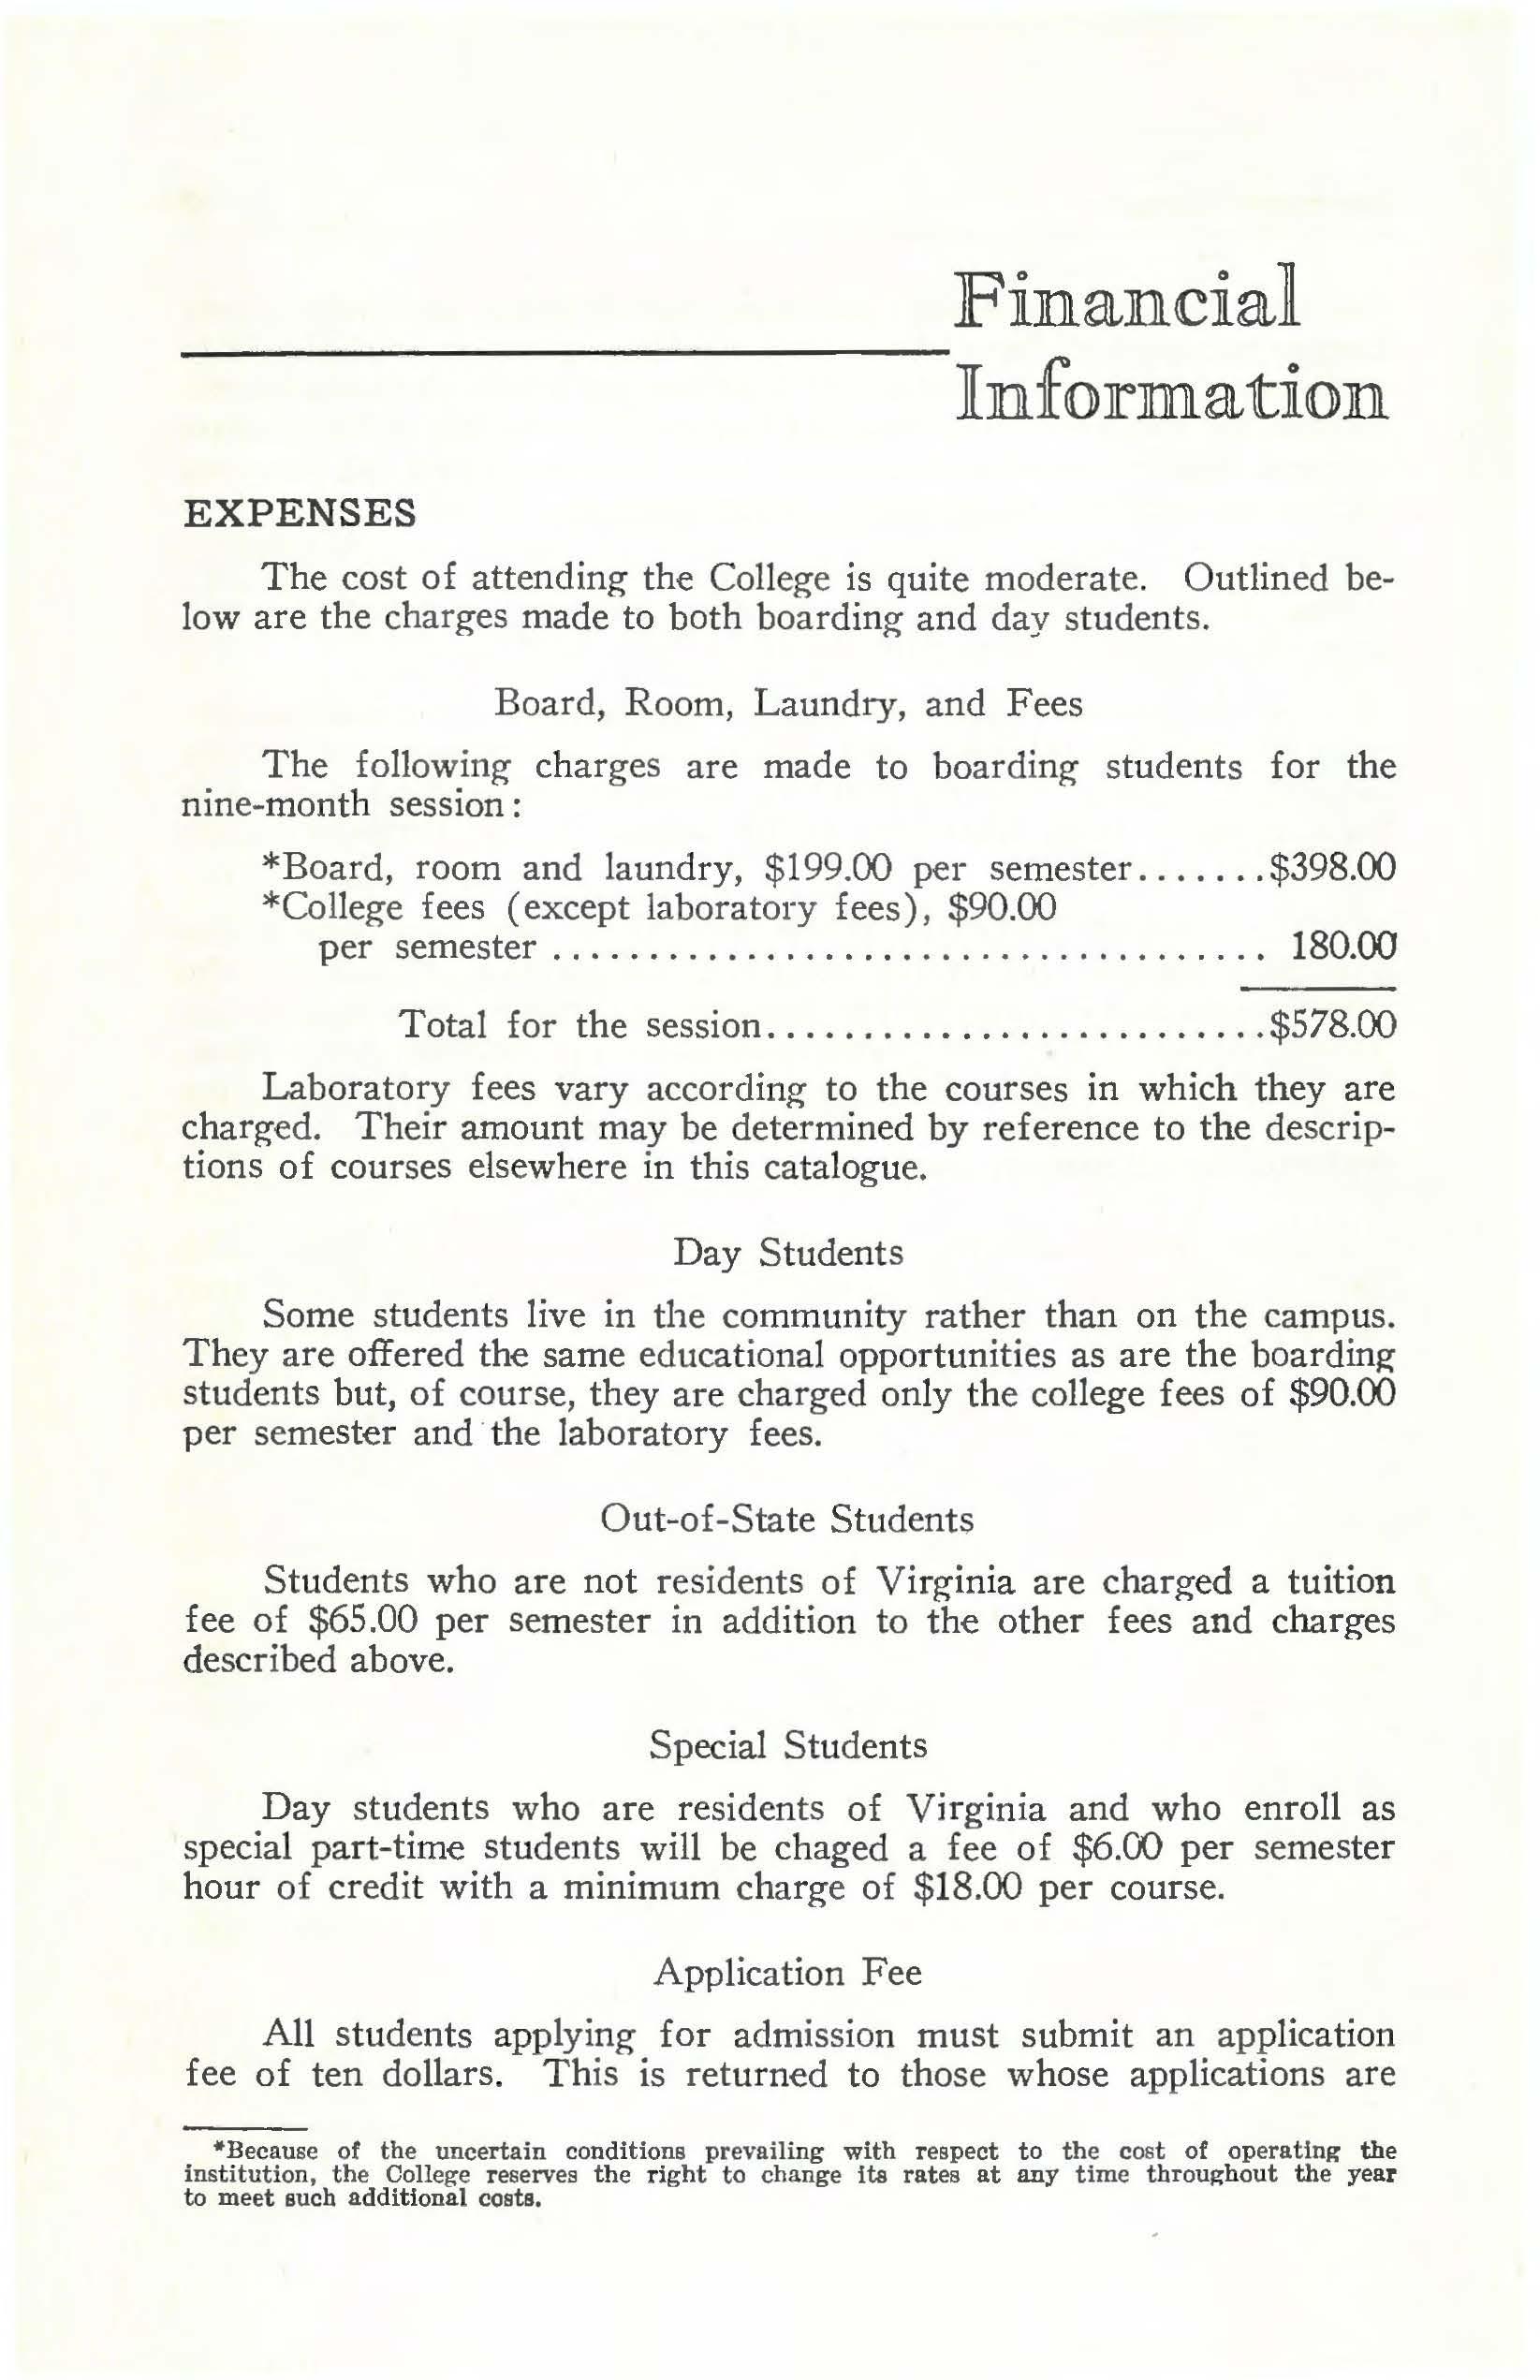 Financial
Information
EXPENSES
The cost of attending the College is quite moderate. Outlined be-
low are the charges made to both boarding and day students.
Board, Room, Laundry, and Fees
The following charges are made to boarding students for the
nine-month session:
*Board, room and laundry, $199.00 per semester.......$398.00
*College fees (except laboratory fees), $90.00
per semester ..................................... 180.00
Total for the session..........................$578.00
Laboratory fees vary according to the courses in which they are
charged. Their amount may be determined by reference to the descrip-
tions of courses elsewhere in this catalogue.
Day Students
Some students live in the community rather than on the campus.
They are offered the same educational opportunities as are the boarding
students but, of course, they are charged only the college fees of $90.00
per semester and the laboratory fees.
Out-of-State Students
Students who are not residents of Virginia are charged a tuition
fee of $65.00 per semester in addition to the other fees and charges
described above.
Special Students
Day students who are residents of Virginia and who enroll as
special part-time students will be chaged a fee of $6.00 per semester
hour of credit with a minimum charge of $18.00 per course.
Application Fee
All students applying for admission must submit an application
fee of ten dollars. This is returned to those whose applications are
*Because of the uncertain conditions prevailing with respect to the cost of operating the
institution, the College reserves the right to change its rates at any time throughout the year
to meet such additional costs.